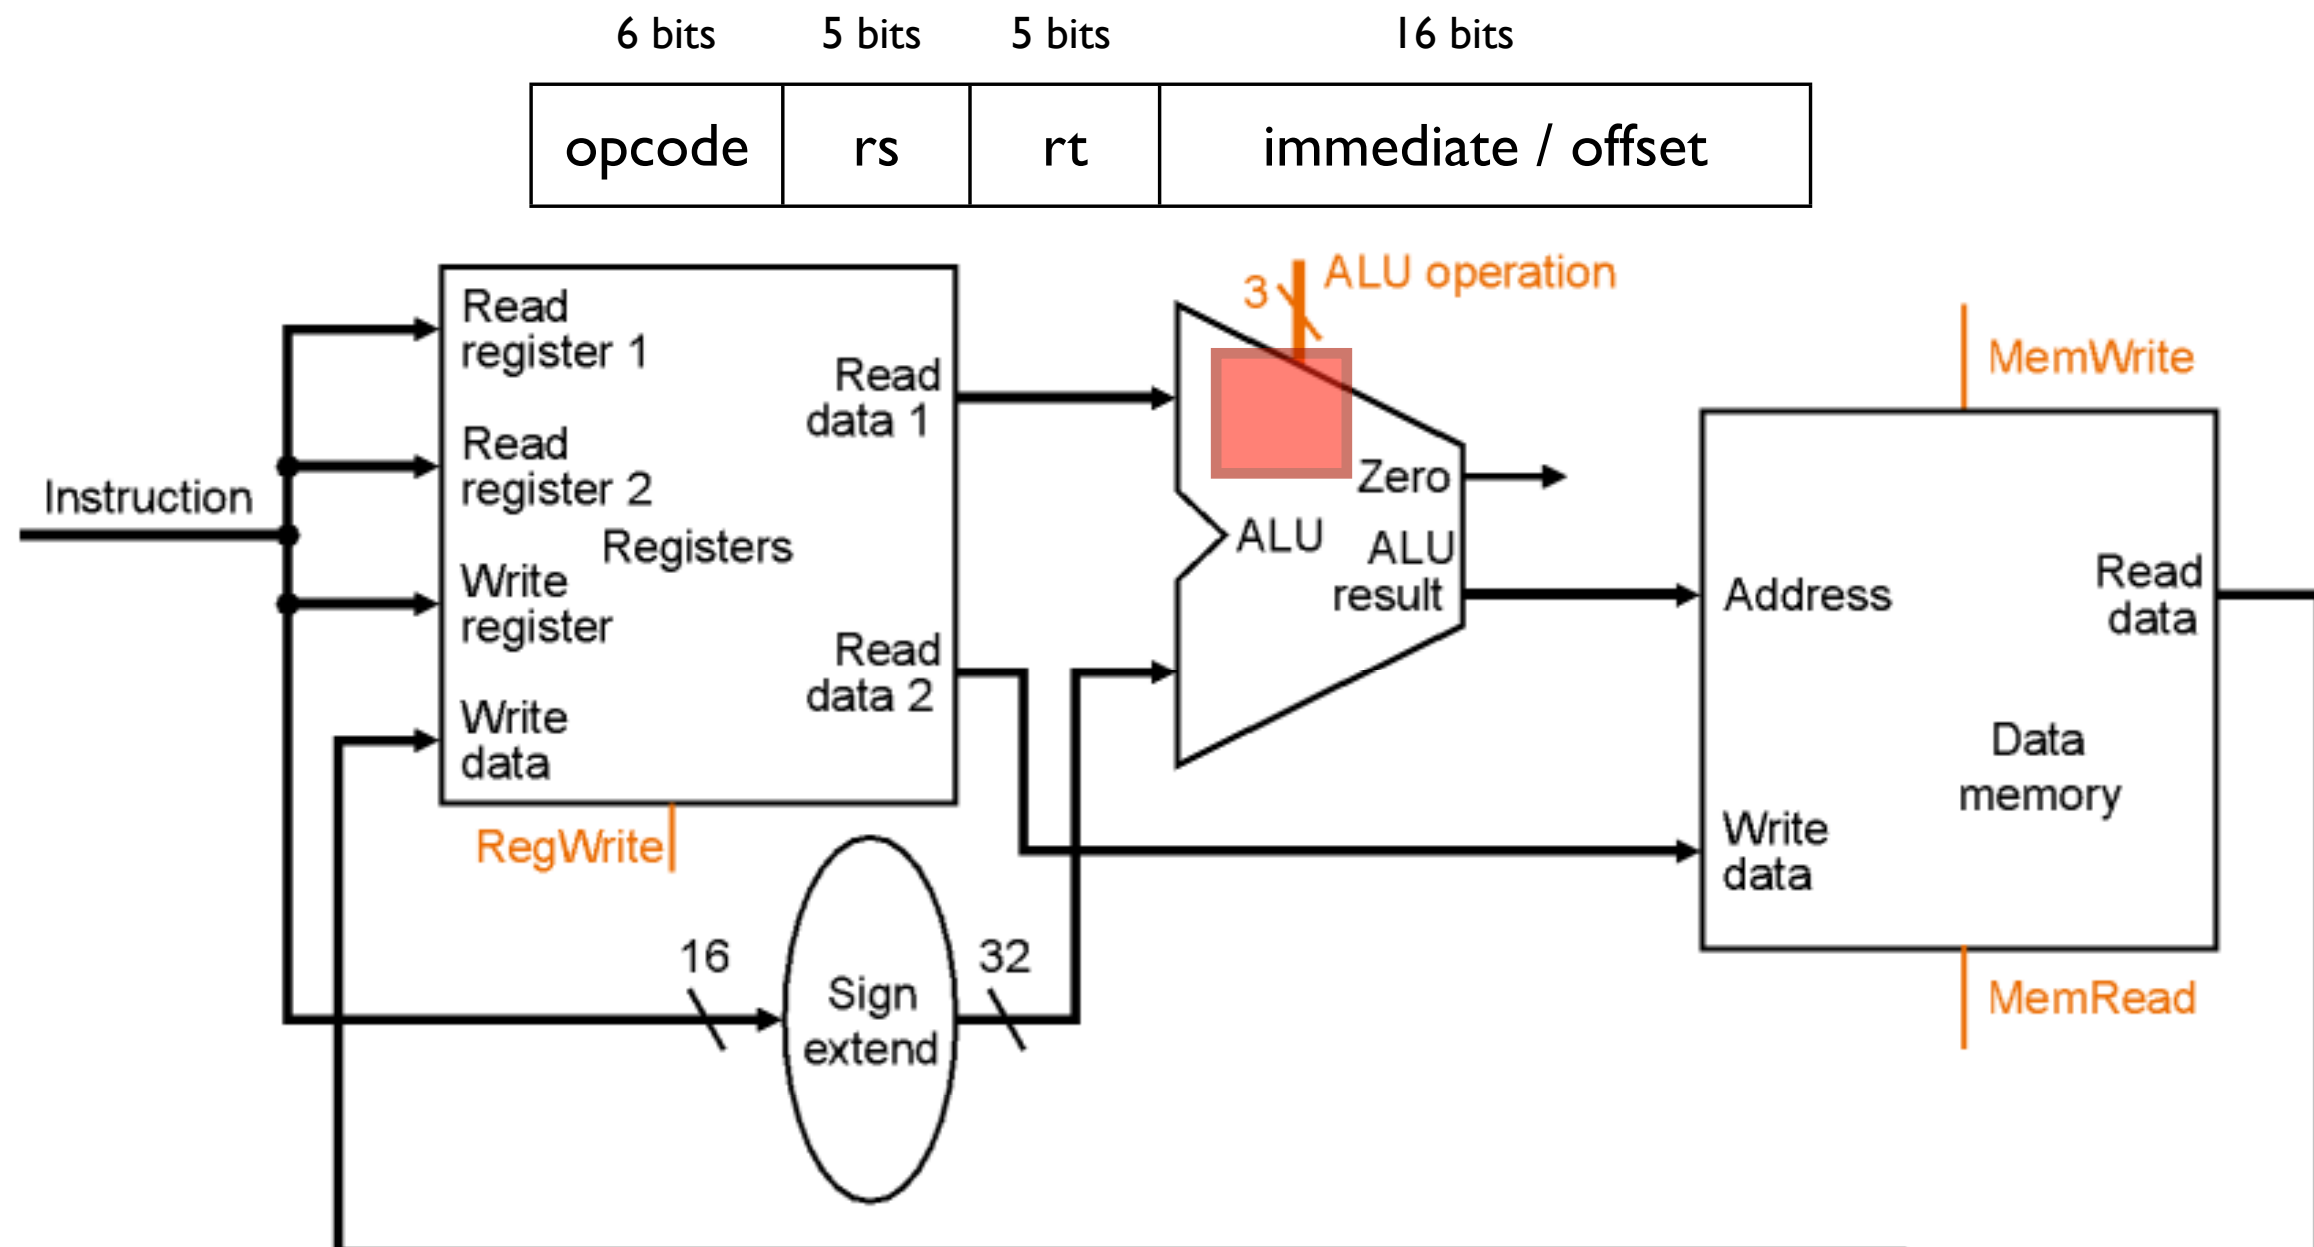 6 bits 5 bits 5 bits 16 bits
opcode rs rt immediate / offset
3 ALU operation
Read
register 1
Read
data 1
MemWrite
Read
register 2
Zero
Instruction
Registers
ALU
ALU
result
Write
register
Address
Read
data
Read
data 2
Write
data
Data
memory
RegWrite
Write
data
16
32
Sign
extend
MemRead